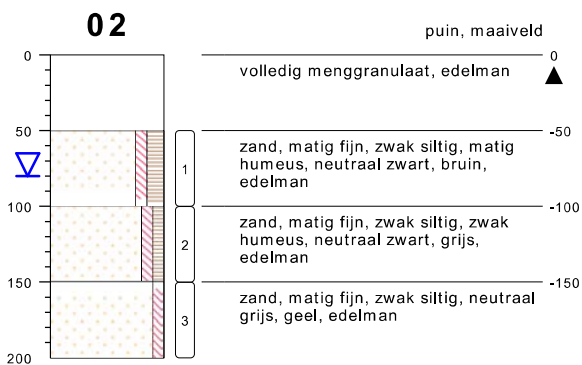 02
puin, maaiveld
0
0
volledig menggranulaat, edelman
50
-50
zand, matig fijn, zwak siltig, matig
humeus, neutraal zwart, bruin,
edelman
1
100
-100
zand, matig fijn, zwak siltig, zwak
humeus, neutraal zwart, grijs,
edelman
2
150
-150
zand, matig fijn, zwak siltig, neutraal
grijs, geel, edelman
3
200